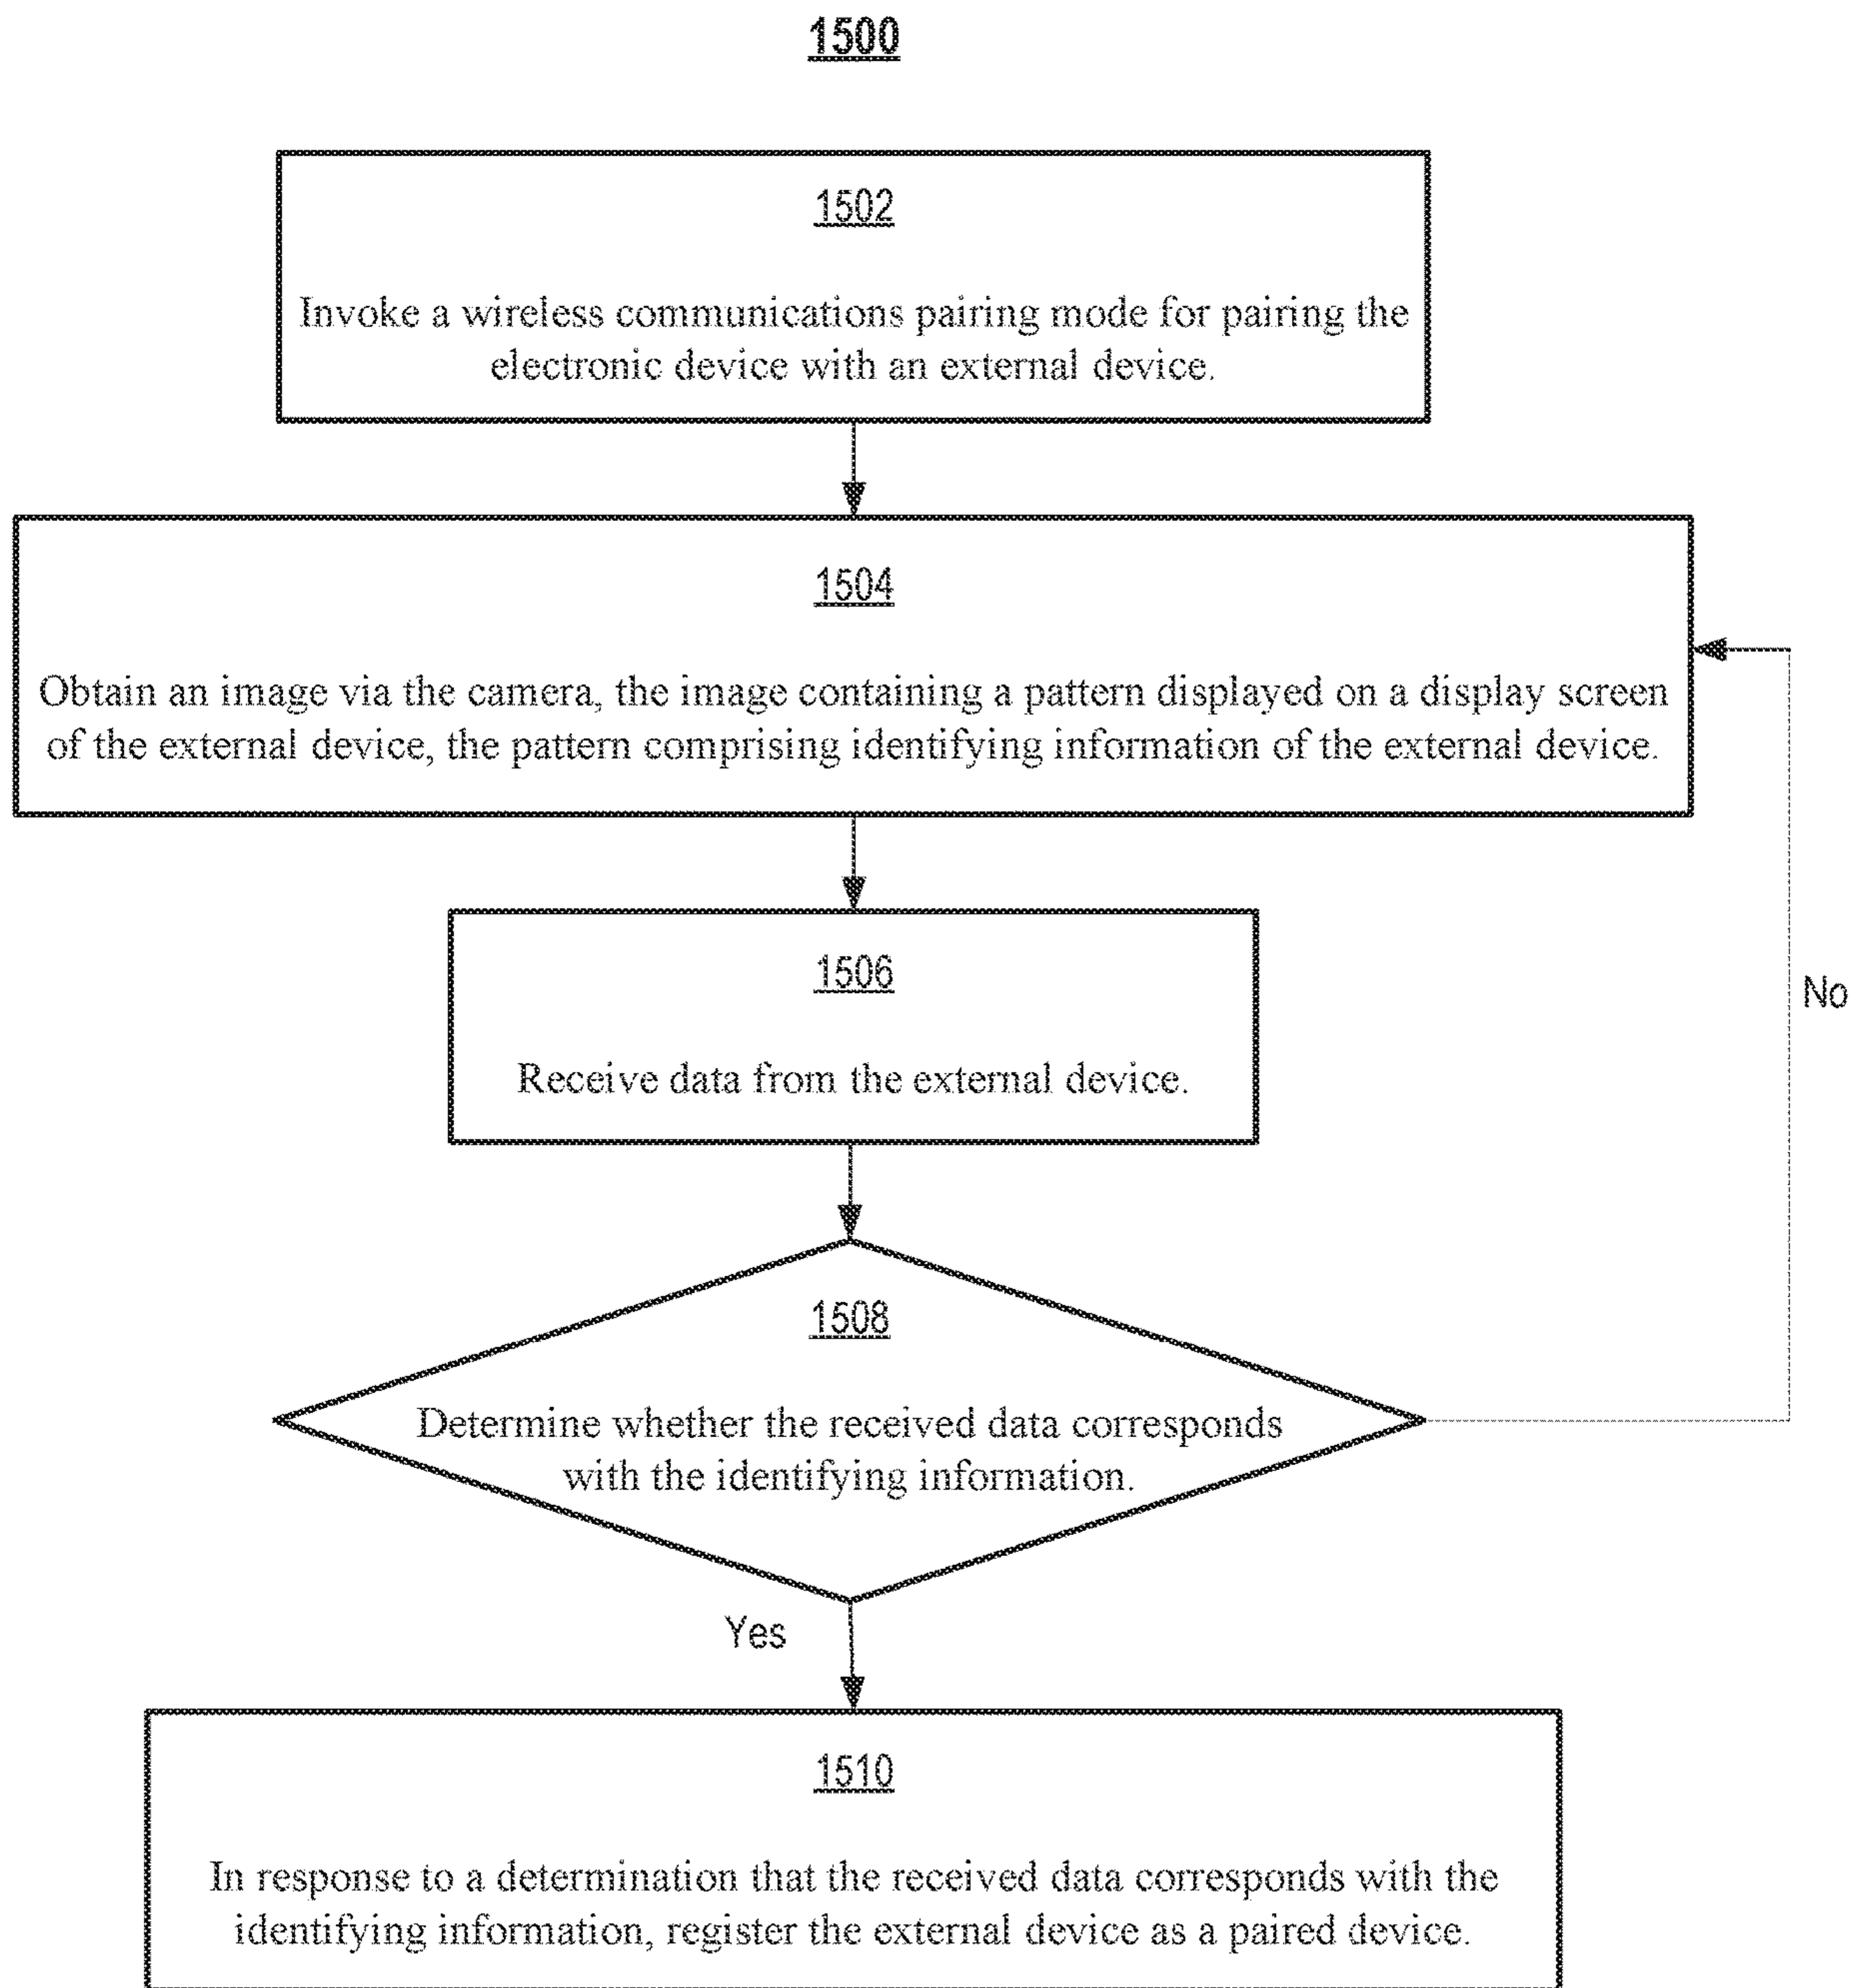 1500
1502
Invoke a wireless communications pairing mode for pairing the
electronic device with an external device.
1504
Obtain an image via the camera, the image containing a pattern displayed on a display screen
of the external device, the pattern comprising identifying information of the external device.
1506
Receive data from the external device.
No
1508
Determine whether the received data corresponds
with the identifying information.
Yes
1510
In response to a determination that the received data corresponds with the
identifying information, register the external device as a paired device.